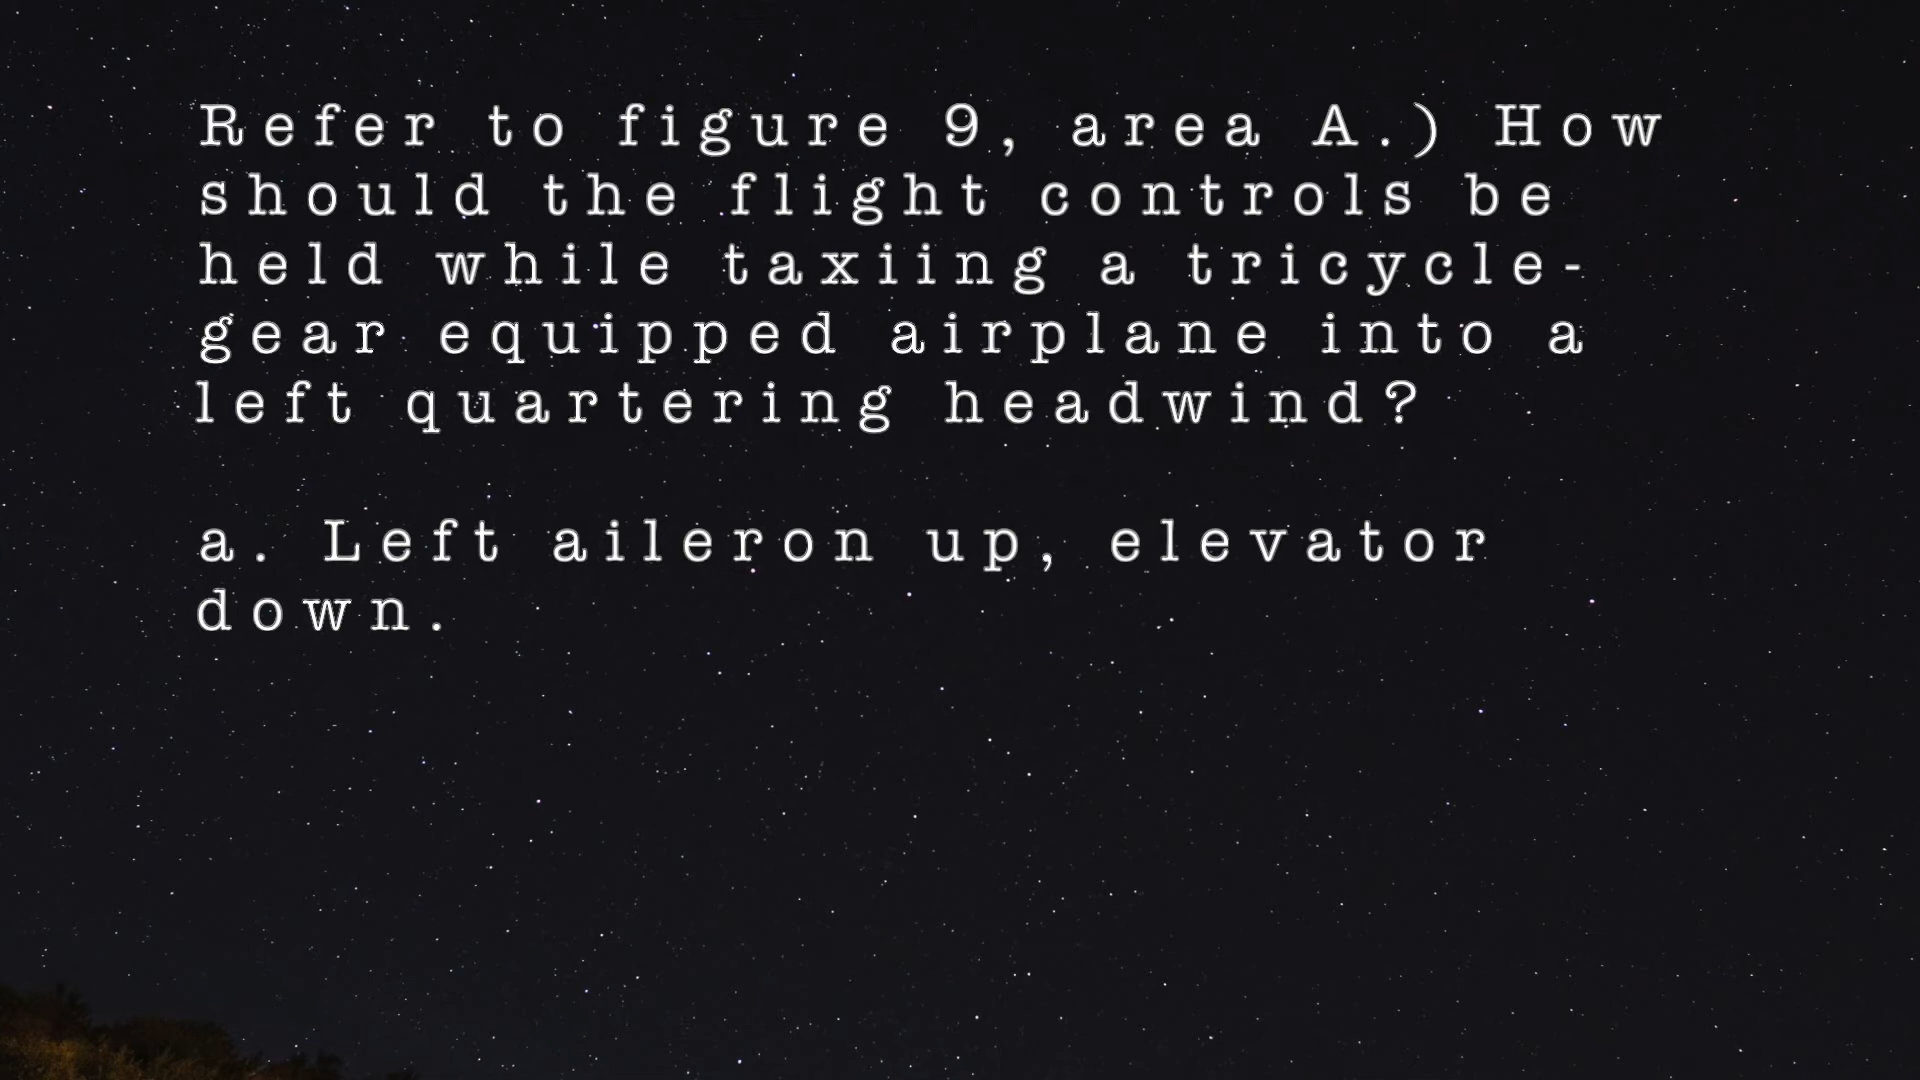 Refer to figure 9, area A.) How
should the flight controls be
held while taxiing a tricycle-
gear equipped airplane into a
left quartering headwind?
a. Left aileron up, elevator
down.